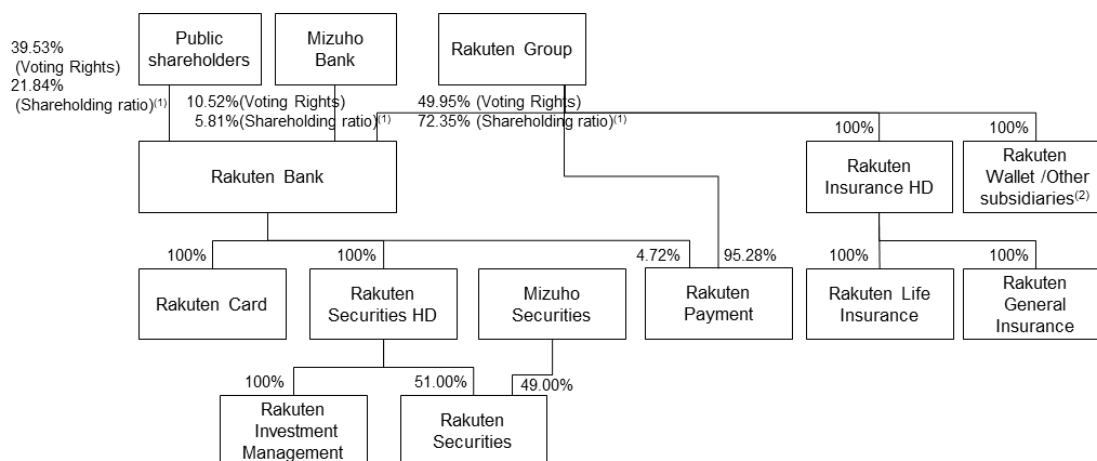 Public
shareholders
Mizuho
Bank
Rakuten Group
39.53%
(Voting Rights)
21.84%
(Shareholding ratio)(1)
10.52%(Voting Rights)
5.81%(Shareholding ratio)(1)
49.95% (Voting Rights)
72.35% (Shareholding ratio)(1)
100%
100%
Rakuten Bank
Rakuten
Insurance HD
Rakuten
Wallet /Other
subsidiaries(2)
100%
100%
4.72%
95.28%
100%
100%
Rakuten Card
Rakuten
Securities HD
Mizuho
Securities
Rakuten
Payment
Rakuten Life
Insurance
Rakuten
General
Insurance
100%
51.00%
49.00%
Rakuten
Investment
Management
Rakuten
Securities